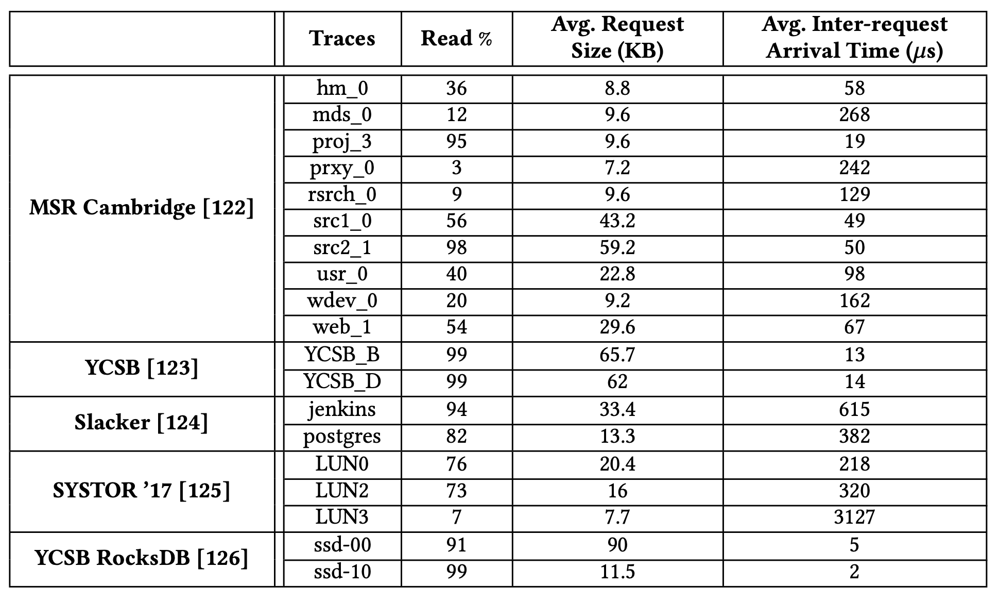 Traces Read % Avg. Request Size (KB) Avg. Inter-request Arrival Time (μs)
MSR Cambridge [122]
hm_0 36 8.8 58
mds_0 12 9.6 268
proj_3 95 9.6 19
prxy_0 3 7.2 242
rsrch_0 9 9.6 129
src1_0 56 43.2 49
src2_1 98 59.2 50
usr_0 40 22.8 98
wdev_0 20 9.2 162
web_1 54 29.6 67
YCSB [123]
YCSB_B 99 65.7 13
YCSB_D 99 62 14
Slacker [124]
jenkins 94 33.4 615
postgres 82 13.3 382
SYSTOR ’17 [125]
LUN0 76 20.4 218
LUN2 73 16 320
LUN3 7 7.7 3127
YCSB RocksDB [126]
ssd-00 91 90 5
ssd-10 99 11.5 2